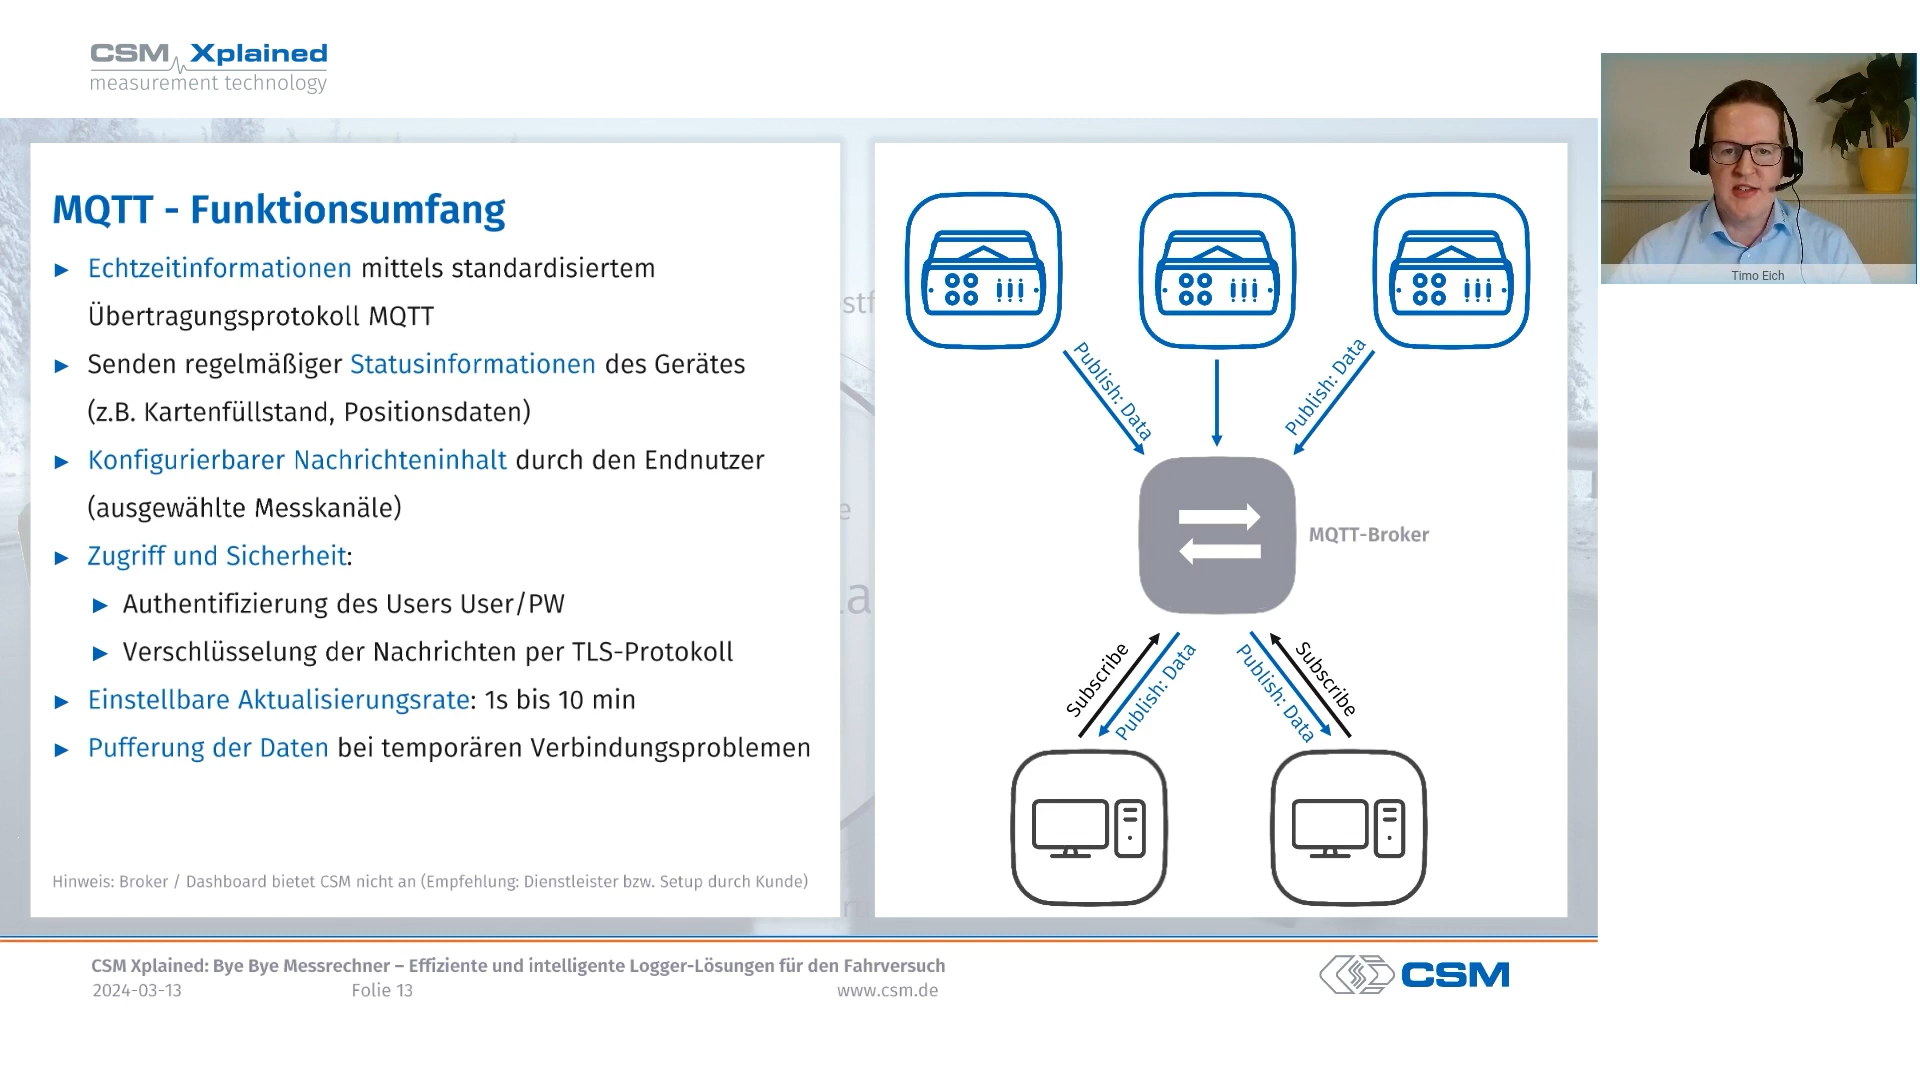 CSM Xplained
measurement technology
MQTT - Funktionsumfang
► Echtzeitinformationen mittels standardisiertem
Übertragungsprotokoll MQTT
► Senden regelmäßiger Statusinformationen des Gerätes
(z.B. Kartenfüllstand, Positionsdaten)
► Konfigurierbarer Nachrichteninhalt durch den Endnutzer
(ausgewählte Messkanäle)
► Zugriff und Sicherheit:
► Authentifizierung des Users User/PW
► Verschlüsselung der Nachrichten per TLS-Protokoll
► Einstellbare Aktualisierungsrate: 1s bis 10 min
► Pufferung der Daten bei temporären Verbindungsproblemen
Hinweis: Broker / Dashboard bietet CSM nicht an (Empfehlung: Dienstleister bzw. Setup durch Kunde)
Publish: Data
Publish: Data
MQTT-Broker
Subscribe
Publish: Data
Publish: Data
Subscribe
Timo Eich
CSM Xplained: Bye Bye Messrechner – Effiziente und intelligente Logger-Lösungen für den Fahrversuch
2024-03-13 Folie 13 www.csm.de
CSM